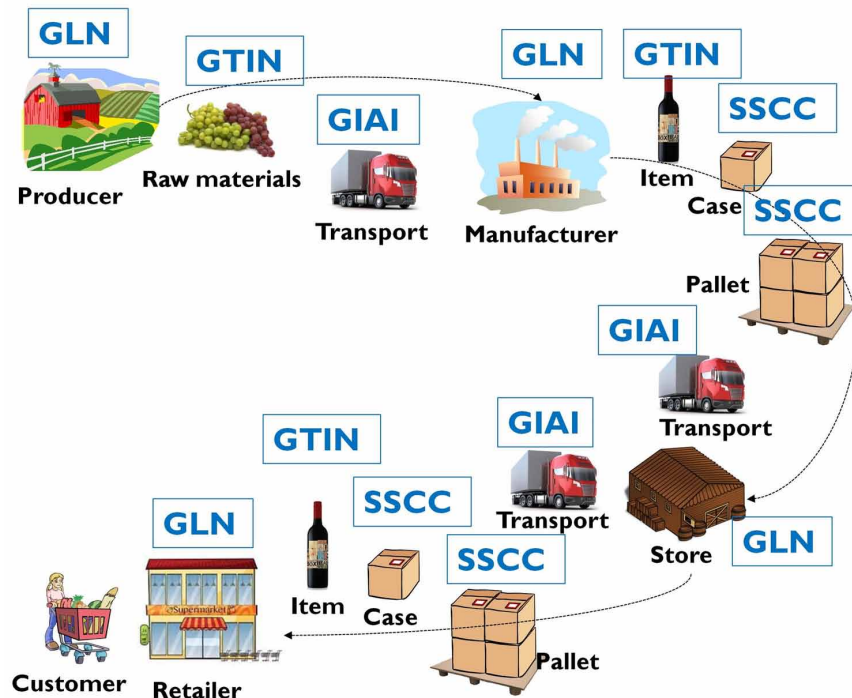 GLN
GTIN
GIAI
Producer
Raw materials
Transport
GLN
GTIN
SSCC
Manufacturer
Item
Case
SSCC
Pallet
GIAI
Transport
GIAI
Transport
Store
GLN
GTIN
SSCC
SSCC
GLN
Item
Case
Pallet
Supermarket
Customer
Retailer